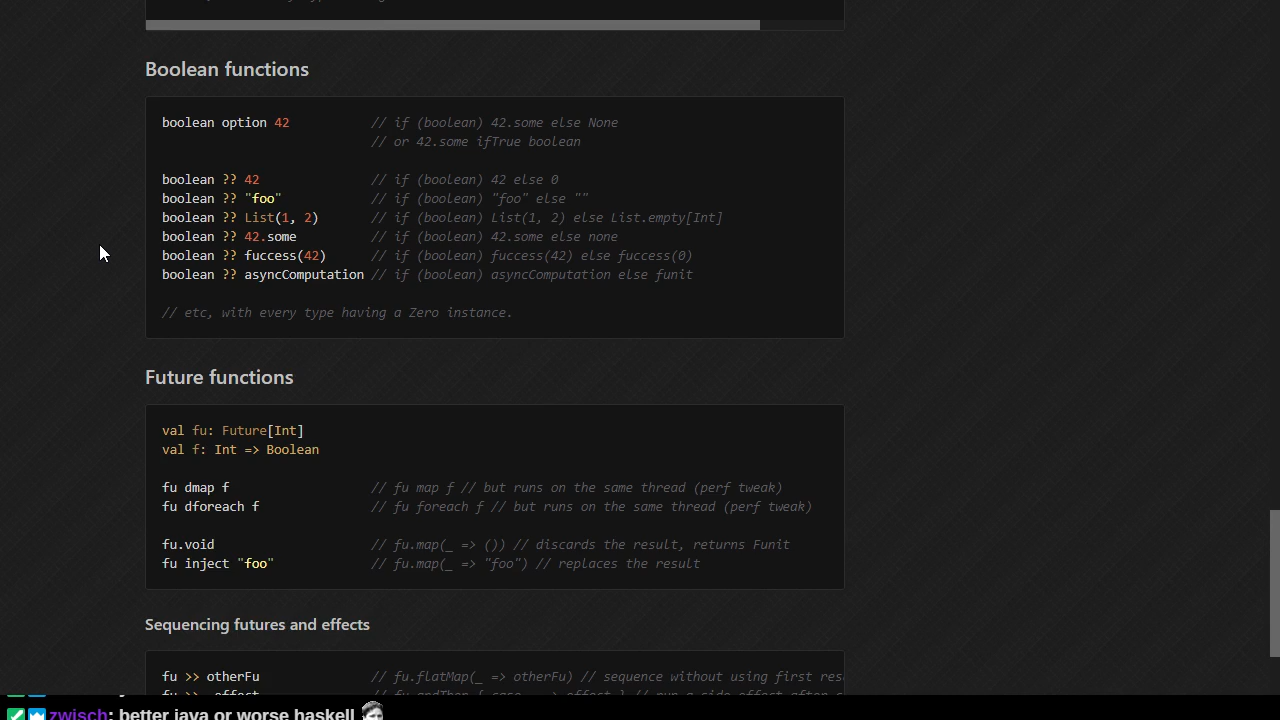 Boolean functions
boolean option 42 // if (boolean) 42.some else None
// or 42.some ifTrue boolean
boolean ?? 42 // if (boolean) 42 else 0
boolean ?? "foo" // if (boolean) "foo" else ""
boolean ?? List(1, 2) // if (boolean) List(1, 2) else List.empty[Int]
boolean ?? 42.some // if (boolean) 42.some else none
boolean ?? fuccess(42) // if (boolean) fuccess(42) else fuccess(0)
boolean ?? asyncComputation // if (boolean) asyncComputation else funit
// etc, with every type having a Zero instance.
Future functions
val fu: Future[Int]
val f: Int => Boolean
fu dmap f // fu map f // but runs on the same thread (perf tweak)
fu dforeach f // fu foreach f // but runs on the same thread (perf tweak)
fu.void // fu.map(_ => ()) // discards the result, returns Funit
fu inject "foo" // fu.map(_ => "foo") // replaces the result
Sequencing futures and effects
fu >> otherFu // fu.flatMap(_ => otherFu) // sequence without using first res
zwisch: better java or worse haskell